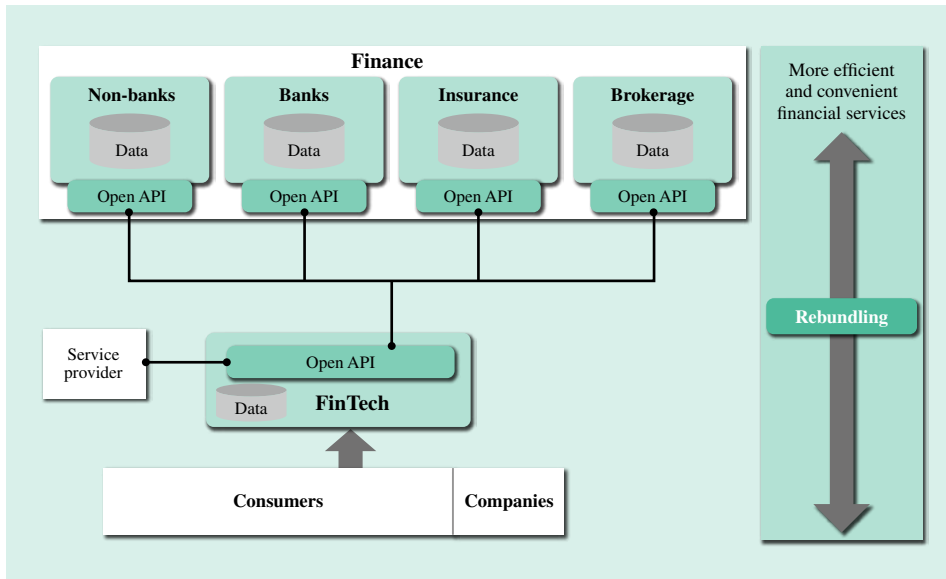 Finance
Non-banks
Banks
Insurance
Brokerage
Data
Data
Data
Data
Open API
Open API
Open API
Open API
More efficient
and convenient
financial services
Rebundling
Service
provider
Open API
Data
FinTech
Consumers
Companies